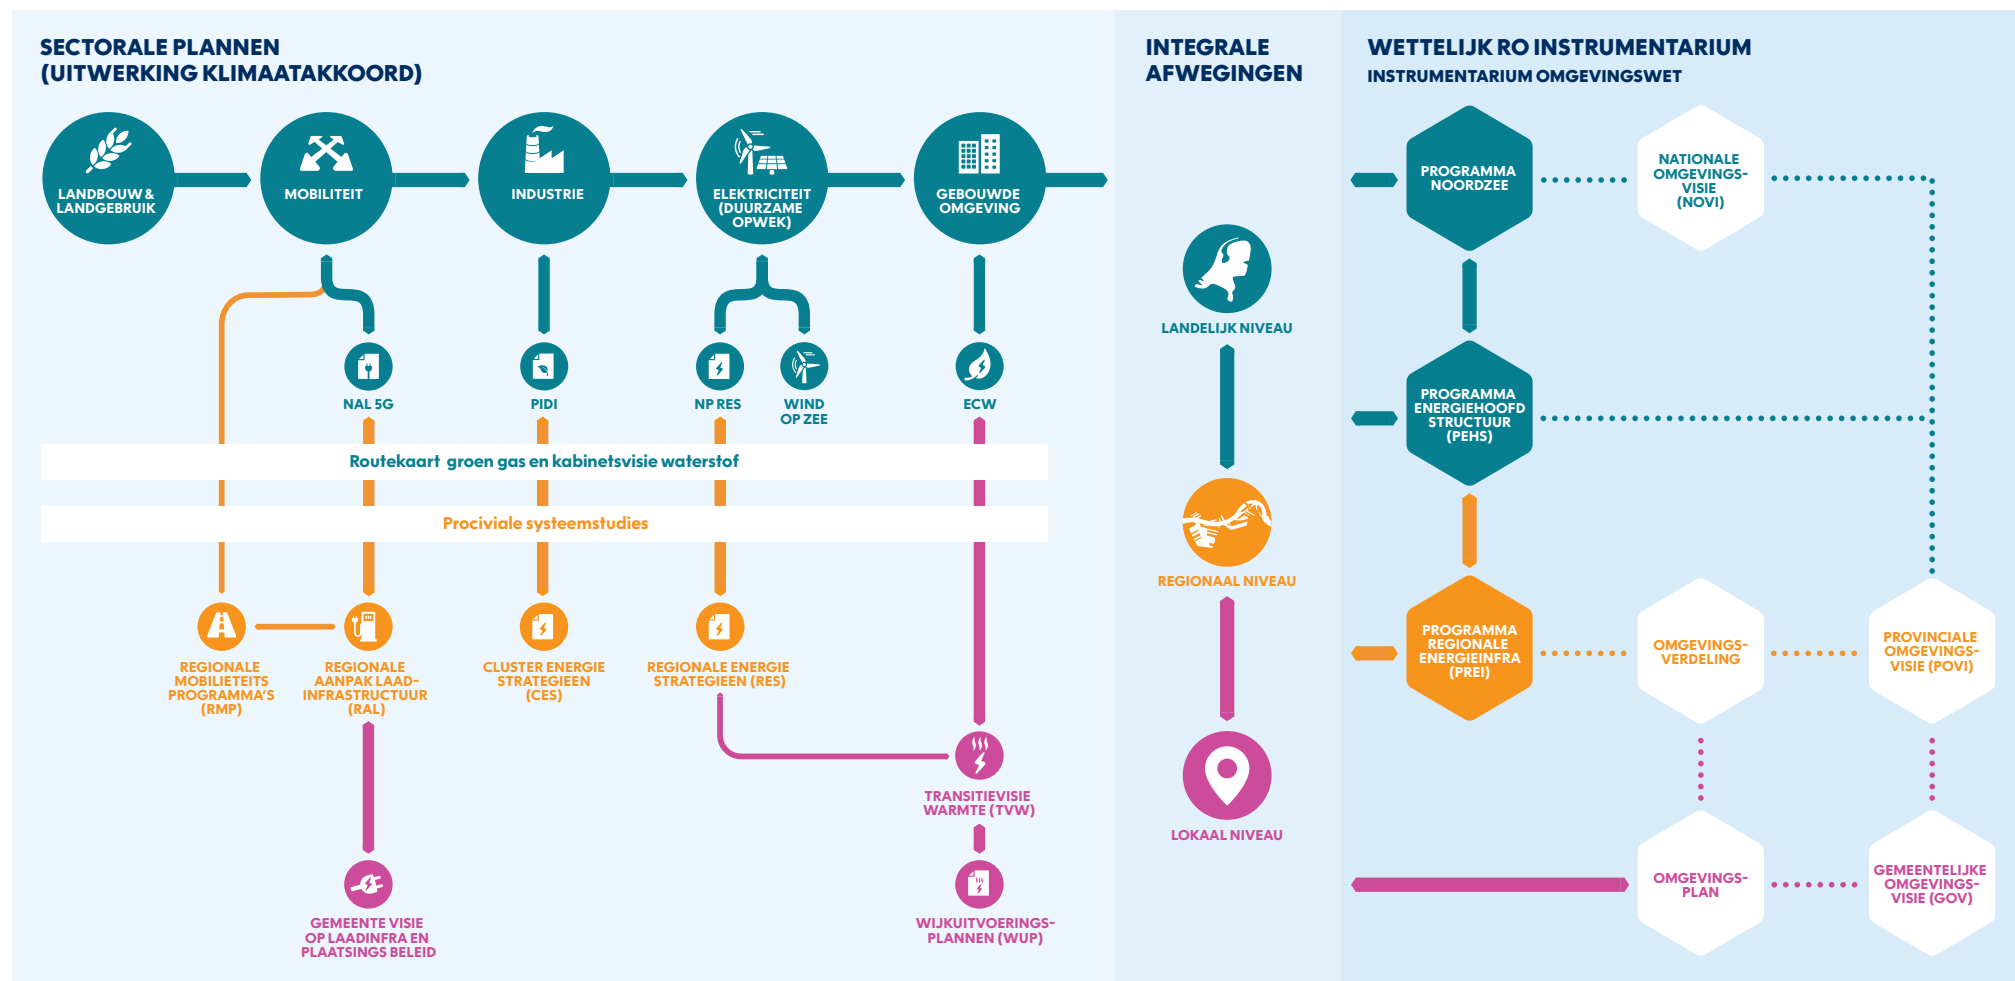 SECTORALE PLANNEN
(UITWERKING KLIMAATAKKOORD)
LANDBOUW &
LANDGEBRUIK
MOBILITEIT
INDUSTRIE
ELEKTRICITEIT
(DUURZAME
OPWEK)
GEBOUWDE
OMGEVING
NAL 5G
PIDI
NP RES
WIND
OP ZEE
ECW
Routekaart groen gas en kabinetsvisie waterstof
Prociviale systeemstudies
REGIONALE
MOBILIETEITS
PROGRAMMA'S
(RMP)
REGIONALE
AANPAK LAAD-
INFRASTRUCTUUR
(RAL)
CLUSTER ENERGIE
STRATEGIEEN
(CES)
REGIONALE ENERGIE
STRATEGIEEN (RES)
TRANSITIEVISIE
WARMTE (TVW)
GEMEENTE VISIE
OP LAADINFRA EN
PLAATSINGS BELEID
WIJKUITVOERINGS-
PLANNEN (WUP)
INTEGRALE
AFWEGINGEN
LANDELIJK NIVEAU
REGIONAAL NIVEAU
LOKAAL NIVEAU
WETTELIJK RO INSTRUMENTARIUM
INSTRUMENTARIUM OMGEVINGSWET
PROGRAMMA
NOORDZEE
NATIONALE
OMGEVINGS-
VISIE
(NOVI)
PROGRAMMA
ENERGIEHOOFD
STRUCTUUR
(PEHS)
PROGRAMMA
REGIONALE
ENERGIEINFRA
(PREI)
OMGEVINGS-
VERDELING
PROVINCIALE
OMGEVINGS-
VISIE (POVI)
OMGEVINGS-
PLAN
GEMEENTELIJKE
OMGEVINGS-
VISIE (GOV)